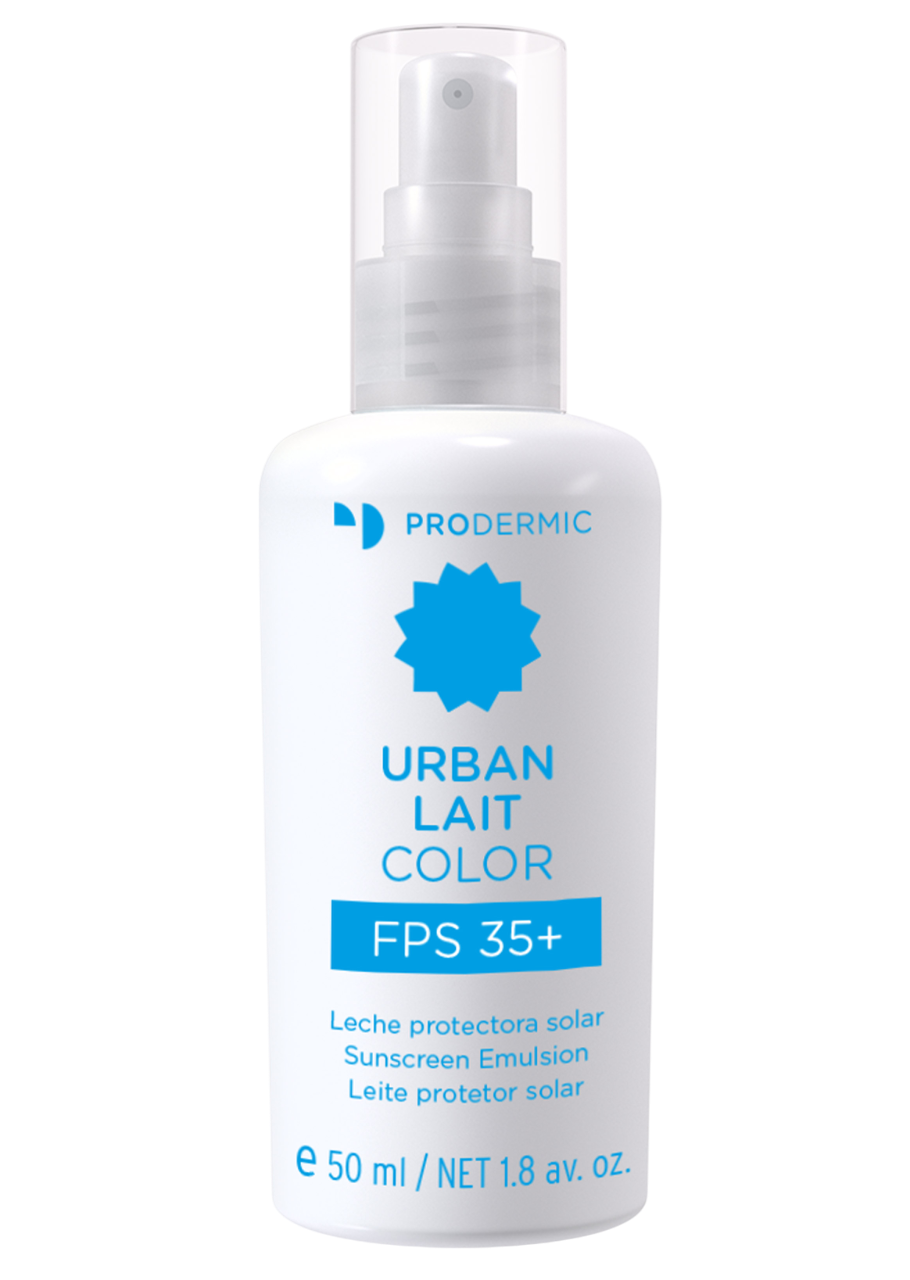 PRODERMIC
URBAN
LAIT
COLOR
FPS 35+
Leche protectora solar
Sunscreen Emulsion
Leite protetor solar
e 50 ml / NET 1.8 av. oz.